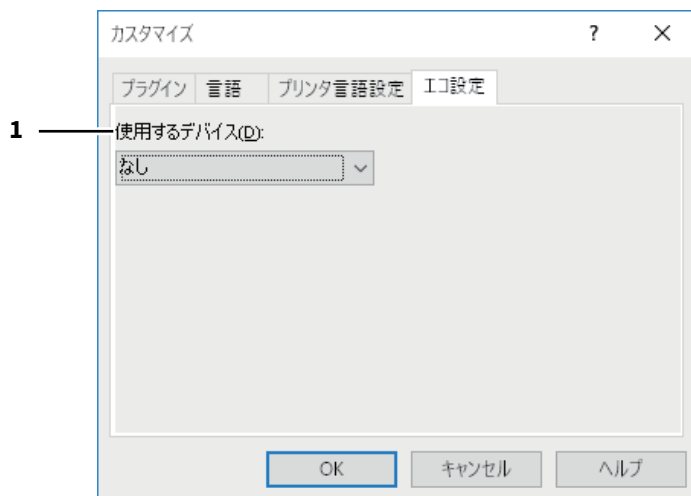 カスタマイズ ?
プラグイン 言語 プリンタ言語設定 エコ設定
1 使用するデバイス(D):
なし
OK キャンセル ヘルプ